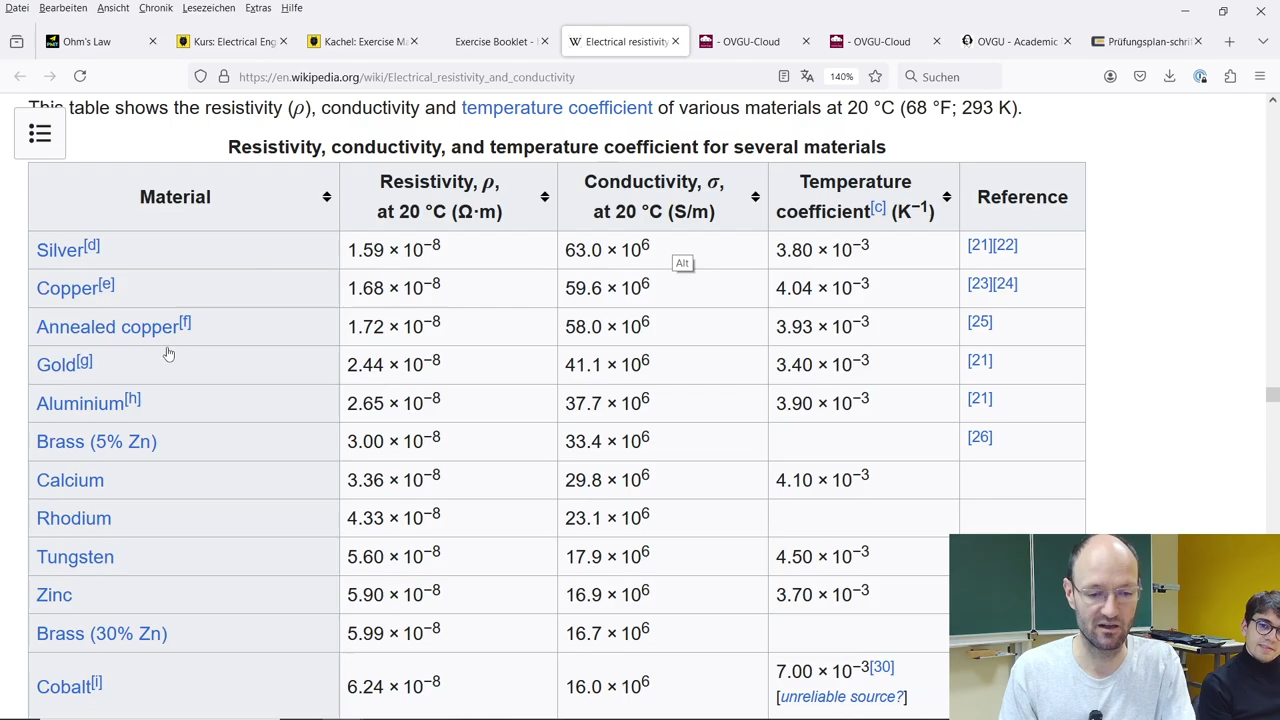 Datei Bearbeiten Ansicht Chronik Lesezeichen Extras Hilfe
Ohm's Law
Kurs: Electrical Eng
Kachel: Exercise M
Exercise Booklet -
W Electrical resistivity
- OVGU-Cloud
- OVGU-Cloud
OVGU - Academic
Prüfungsplan-schri
https://en.wikipedia.org/wiki/Electrical_resistivity_and_conductivity
140%
Suchen
This table shows the resistivity (ρ), conductivity and temperature coefficient of various materials at 20 °C (68 °F; 293 K).
Resistivity, conductivity, and temperature coefficient for several materials
Material
Resistivity, ρ,
at 20 °C (Ω·m)
Conductivity, σ,
at 20 °C (S/m)
Temperature
coefficient[c] (K−1)
Reference
Silver[d] 1.59 × 10−8 63.0 × 106 3.80 × 10−3 [21][22]
Alt
Copper[e] 1.68 × 10−8 59.6 × 106 4.04 × 10−3 [23][24]
Annealed copper[f] 1.72 × 10−8 58.0 × 106 3.93 × 10−3 [25]
Gold[g] 2.44 × 10−8 41.1 × 106 3.40 × 10−3 [21]
Aluminium[h] 2.65 × 10−8 37.7 × 106 3.90 × 10−3 [21]
Brass (5% Zn) 3.00 × 10−8 33.4 × 106 [26]
Calcium 3.36 × 10−8 29.8 × 106 4.10 × 10−3
Rhodium 4.33 × 10−8 23.1 × 106
Tungsten 5.60 × 10−8 17.9 × 106 4.50 × 10−3
Zinc 5.90 × 10−8 16.9 × 106 3.70 × 10−3
Brass (30% Zn) 5.99 × 10−8 16.7 × 106
Cobalt[i] 6.24 × 10−8 16.0 × 106 7.00 × 10−3[30]
[unreliable source?]